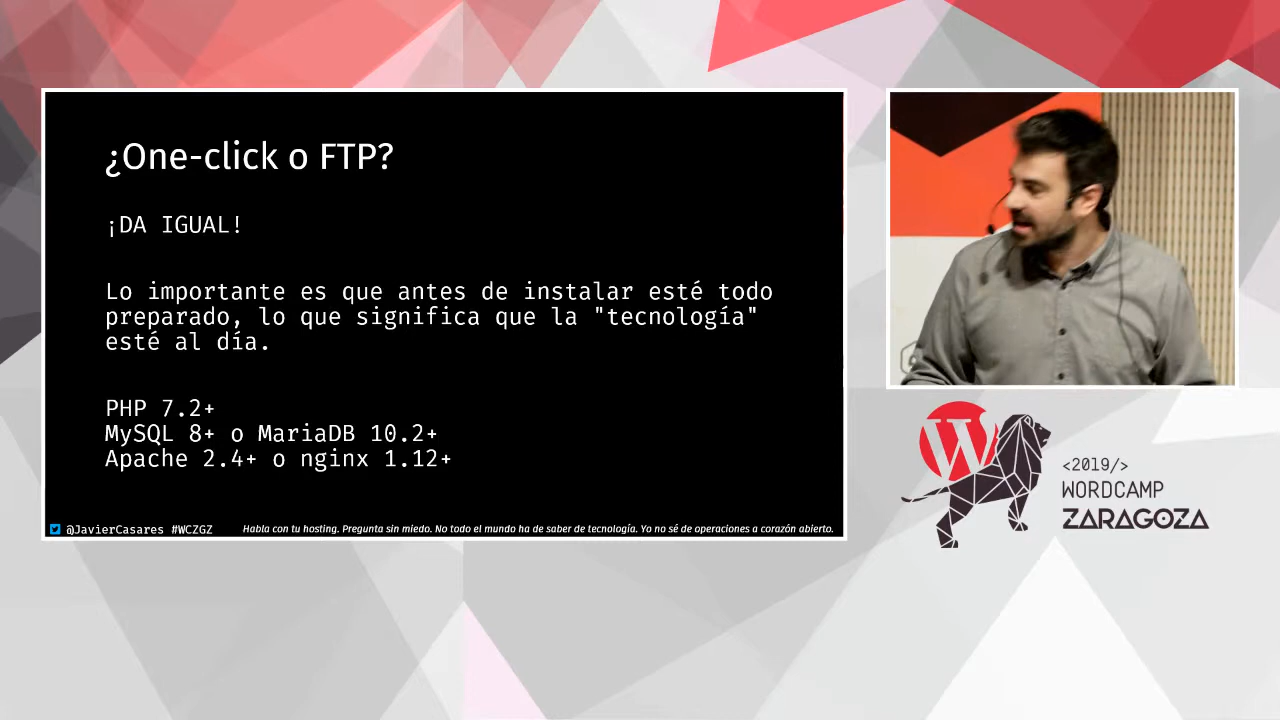 ¿One-click o FTP?
¡DA IGUAL!
Lo importante es que antes de instalar esté todo
preparado, lo que significa que la "tecnología"
esté al día.
PHP 7.2+
MySQL 8+ o MariaDB 10.2+
Apache 2.4+ o nginx 1.12+
@JavierCasares #WCZGZ
Habla con tu hosting. Pregunta sin miedo. No todo el mundo ha de saber de tecnología. Yo no sé de operaciones a corazón abierto.
W
<2019/>
WORDCAMP
ZARAGOZA